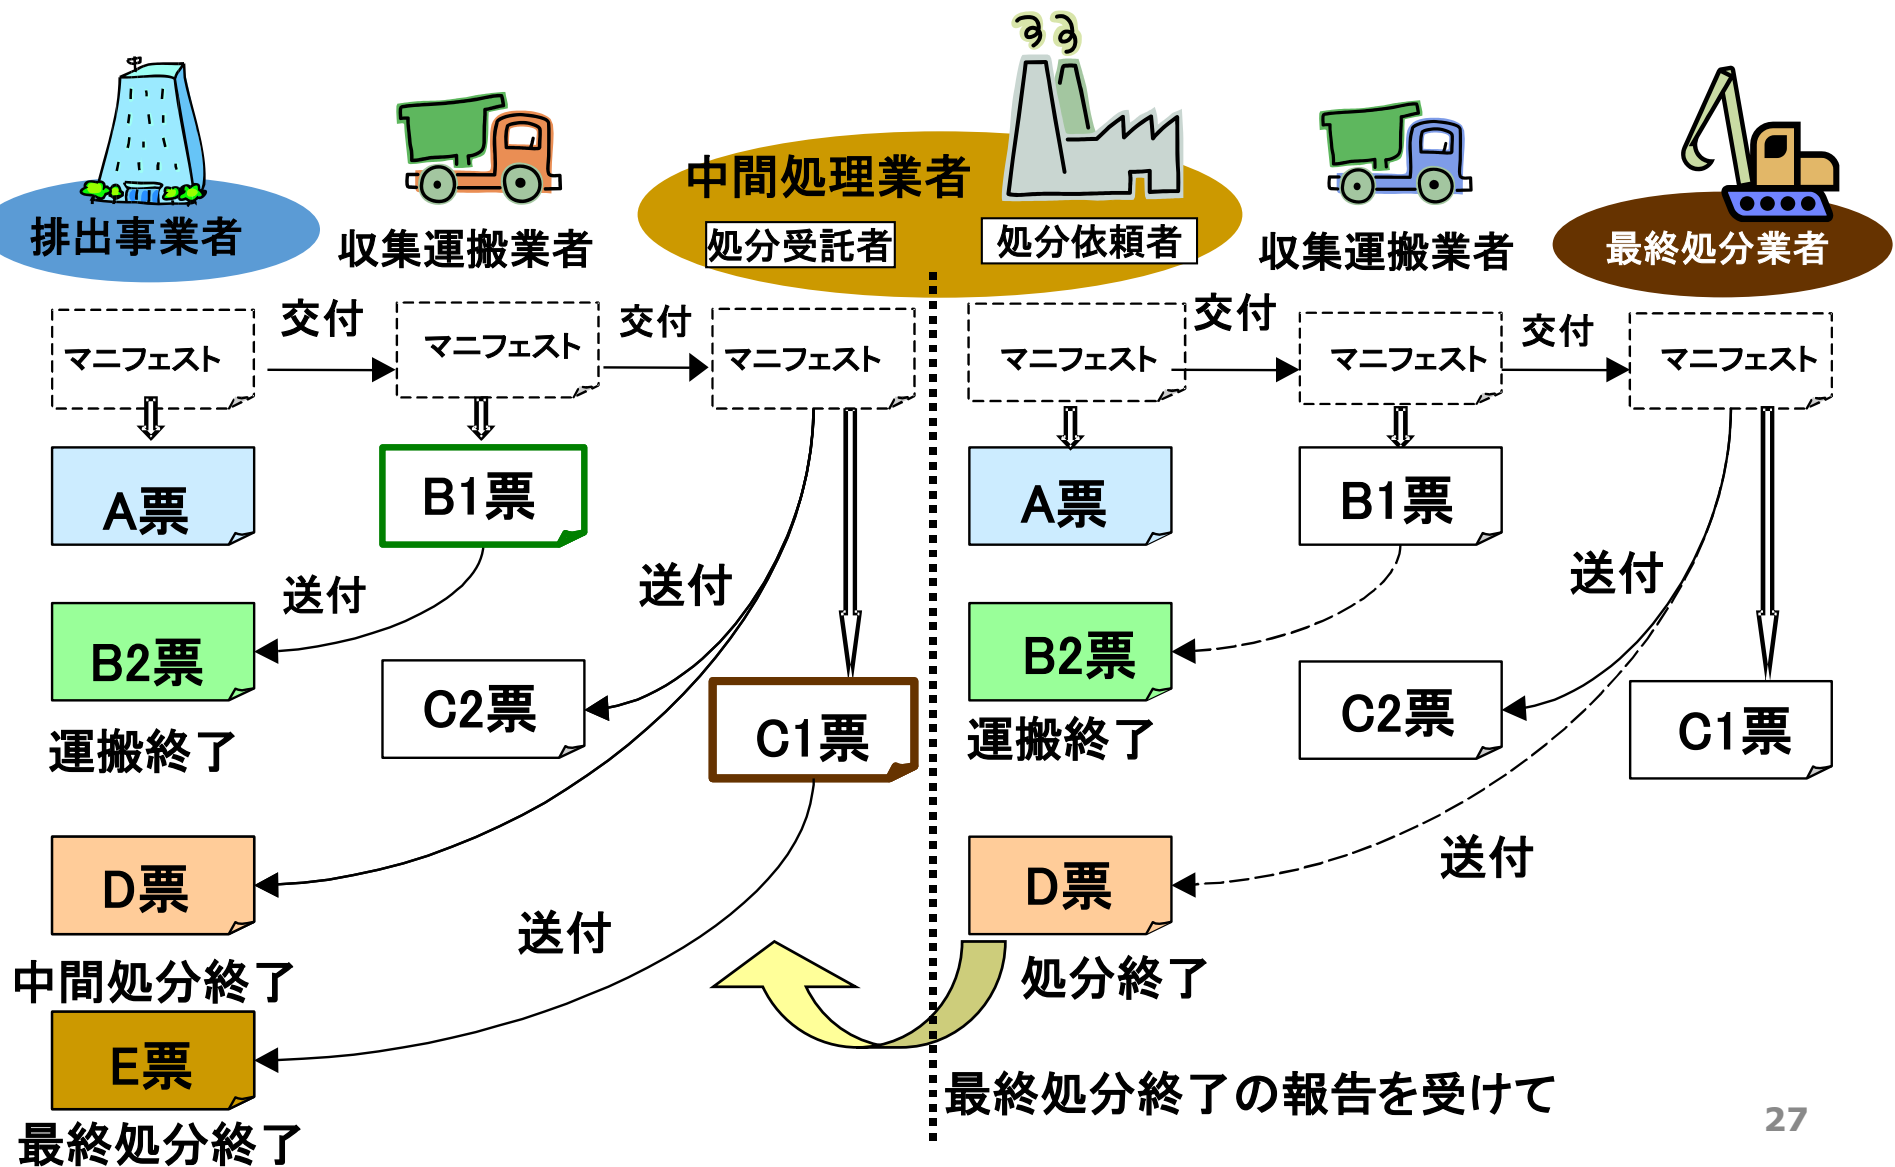 排出事業者
収集運搬業者
中間処理業者
処分受託者
処分依頼者
収集運搬業者
最終処分業者
マニフェスト
交付
マニフェスト
交付
マニフェスト
マニフェスト
交付
マニフェスト
交付
マニフェスト
A票
B1票
A票
B1票
送付
送付
送付
B2票
C2票
C1票
B2票
C2票
C1票
運搬終了
運搬終了
D票
送付
D票
送付
中間処分終了
処分終了
E票
最終処分終了の報告を受けて
最終処分終了
27